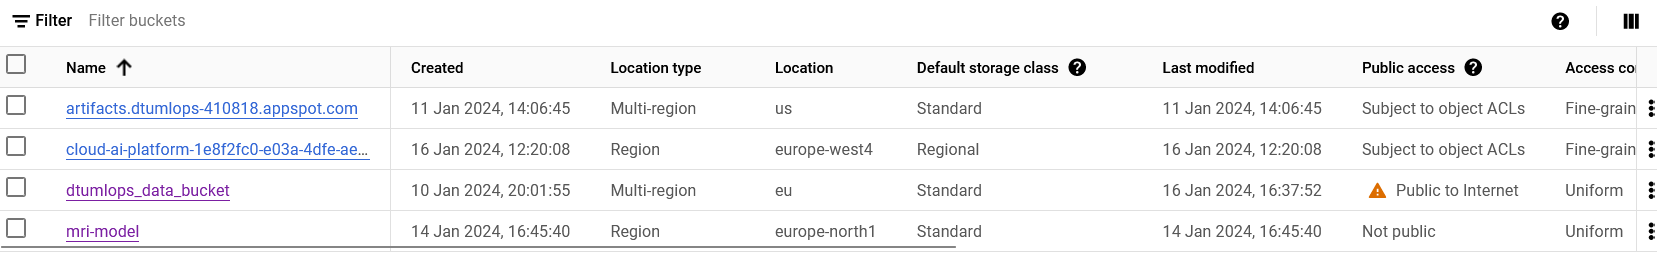 Filter Filter buckets
Name Created Location type Location Default storage class Last modified Public access Access co
artifacts.dtumlops-410818.appspot.com 11 Jan 2024, 14:06:45 Multi-region us Standard 11 Jan 2024, 14:06:45 Subject to object ACLs Fine-grain
cloud-ai-platform-1e8f2fc0-e03a-4dfe-ae... 16 Jan 2024, 12:20:08 Region europe-west4 Regional 16 Jan 2024, 12:20:08 Subject to object ACLs Fine-grain
dtumlops_data_bucket 10 Jan 2024, 20:01:55 Multi-region eu Standard 16 Jan 2024, 16:37:52 Public to Internet Uniform
mri-model 14 Jan 2024, 16:45:40 Region europe-north1 Standard 14 Jan 2024, 16:45:40 Not public Uniform